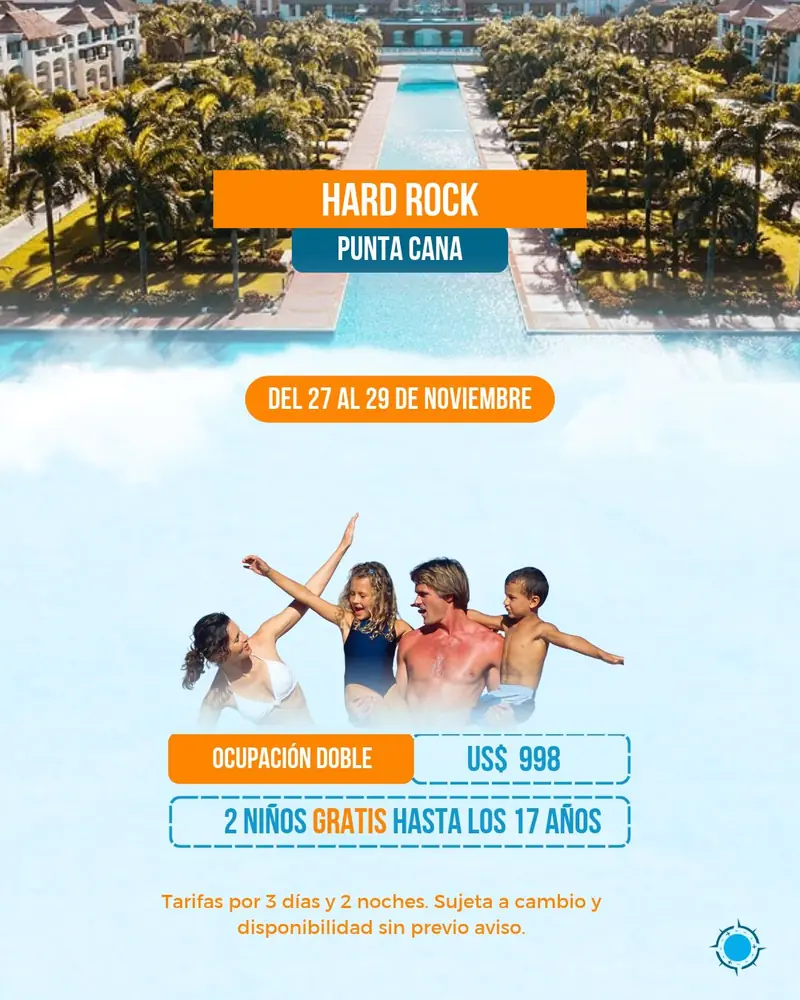 HARD ROCK
PUNTA CANA
DEL 27 AL 29 DE NOVIEMBRE
OCUPACIÓN DOBLE
US$ 998
2 NIÑOS GRATIS HASTA LOS 17 AÑOS
Tarifas por 3 días y 2 noches. Sujeta a cambio y
disponibilidad sin previo aviso.